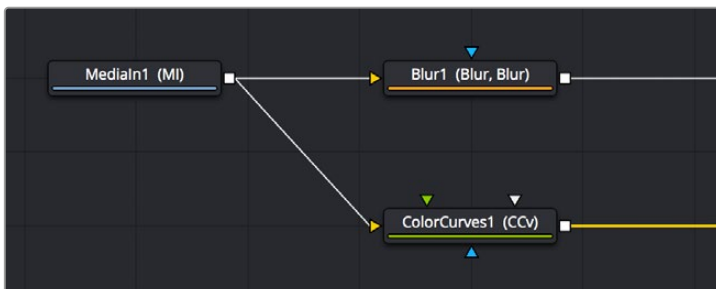 MediaIn1 (MI)
Blur1 (Blur, Blur)
ColorCurves1 (CCv)